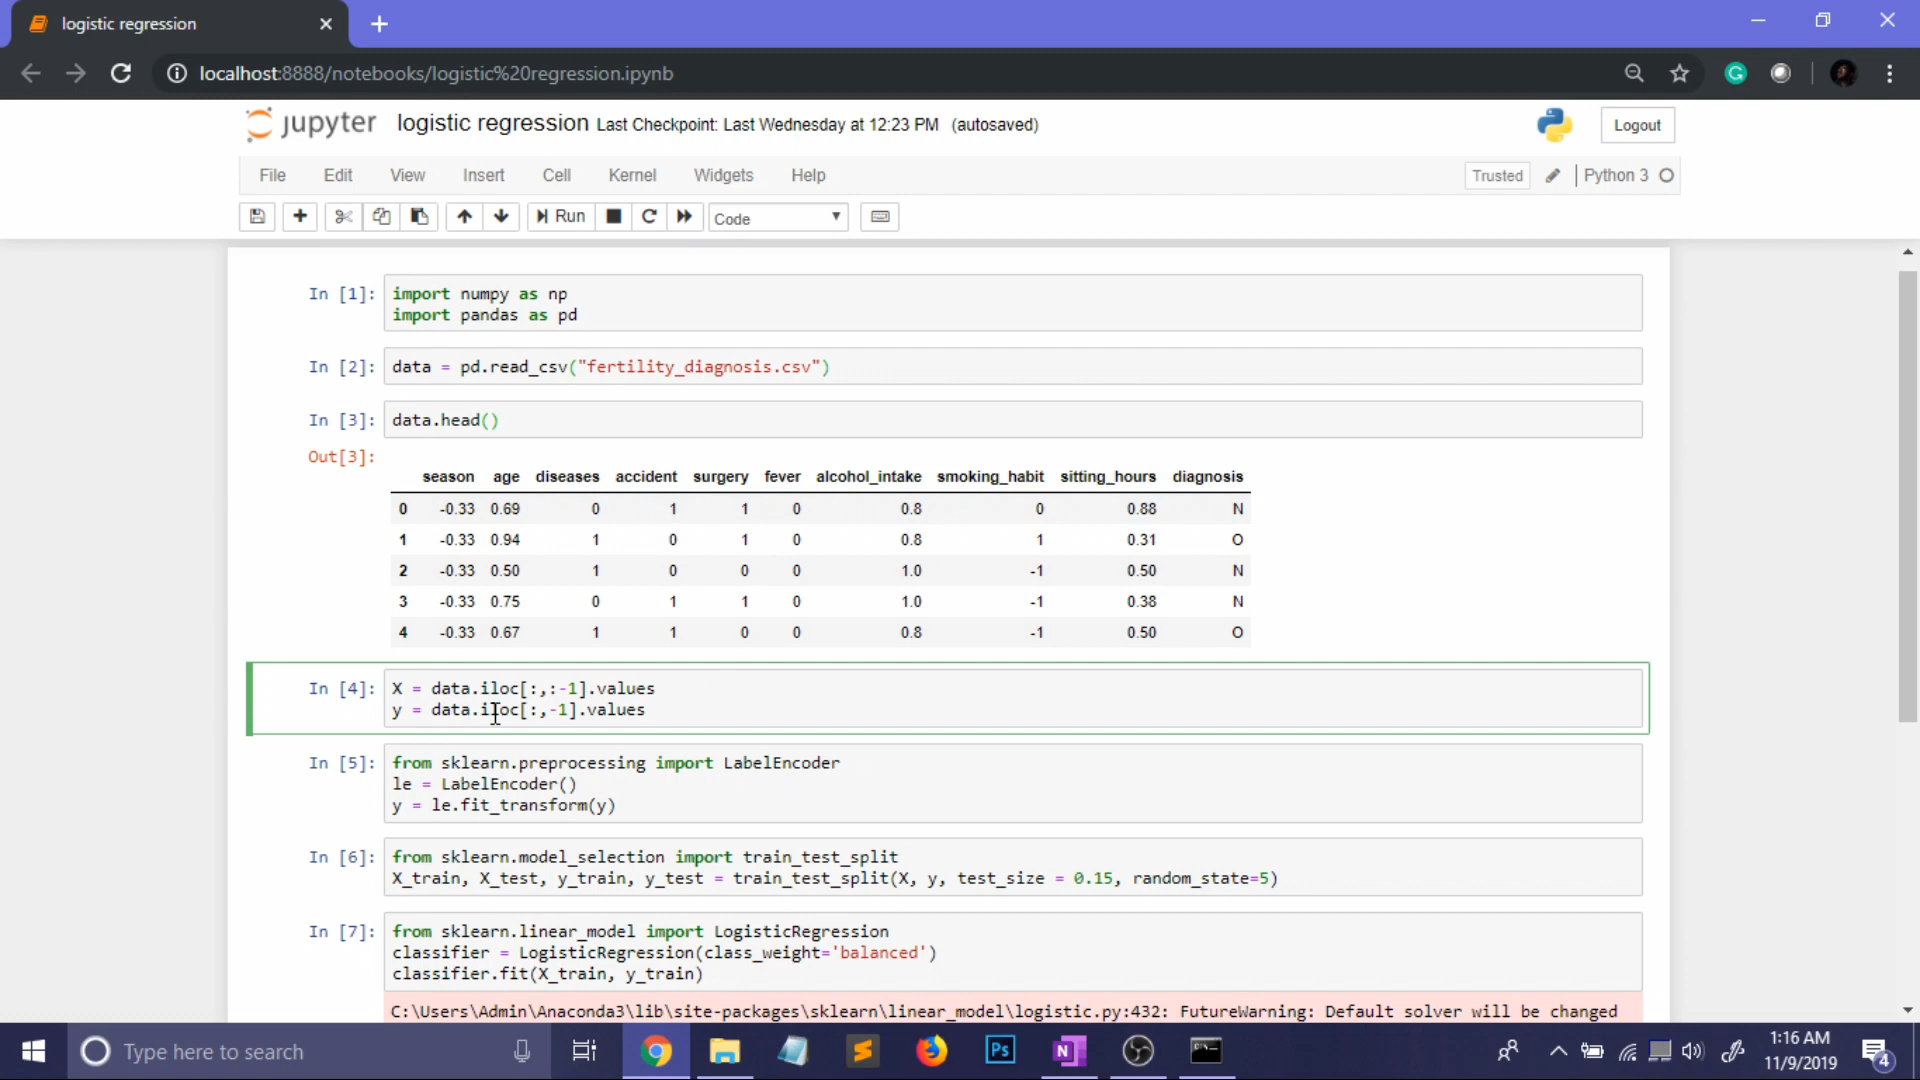 logistic regression
localhost:8888/notebooks/logistic%20regression.ipynb
jupyter logistic regression Last Checkpoint: Last Wednesday at 12:23 PM (autosaved)
Logout
File Edit View Insert Cell Kernel Widgets Help
Trusted Python 3
Run Code
In [1]: import numpy as np
import pandas as pd
In [2]: data = pd.read_csv("fertility_diagnosis.csv")
In [3]: data.head()
Out[3]:
season age diseases accident surgery fever alcohol_intake smoking_habit sitting_hours diagnosis
0 -0.33 0.69 0 1 1 0 0.8 0 0.88 N
1 -0.33 0.94 1 0 1 0 0.8 1 0.31 O
2 -0.33 0.50 1 0 0 0 1.0 -1 0.50 N
3 -0.33 0.75 0 1 1 0 1.0 -1 0.38 N
4 -0.33 0.67 1 1 0 0 0.8 -1 0.50 O
In [4]: X = data.iloc[:,:-1].values
y = data.iloc[:,-1].values
In [5]: from sklearn.preprocessing import LabelEncoder
le = LabelEncoder()
y = le.fit_transform(y)
In [6]: from sklearn.model_selection import train_test_split
X_train, X_test, y_train, y_test = train_test_split(X, y, test_size = 0.15, random_state=5)
In [7]: from sklearn.linear_model import LogisticRegression
classifier = LogisticRegression(class_weight='balanced')
classifier.fit(X_train, y_train)
C:\Users\Admin\Anaconda3\lib\site-packages\sklearn\linear_model\logistic.py:432: FutureWarning: Default solver will be changed
Type here to search
Ps
N
1:16 AM
11/9/2019
4